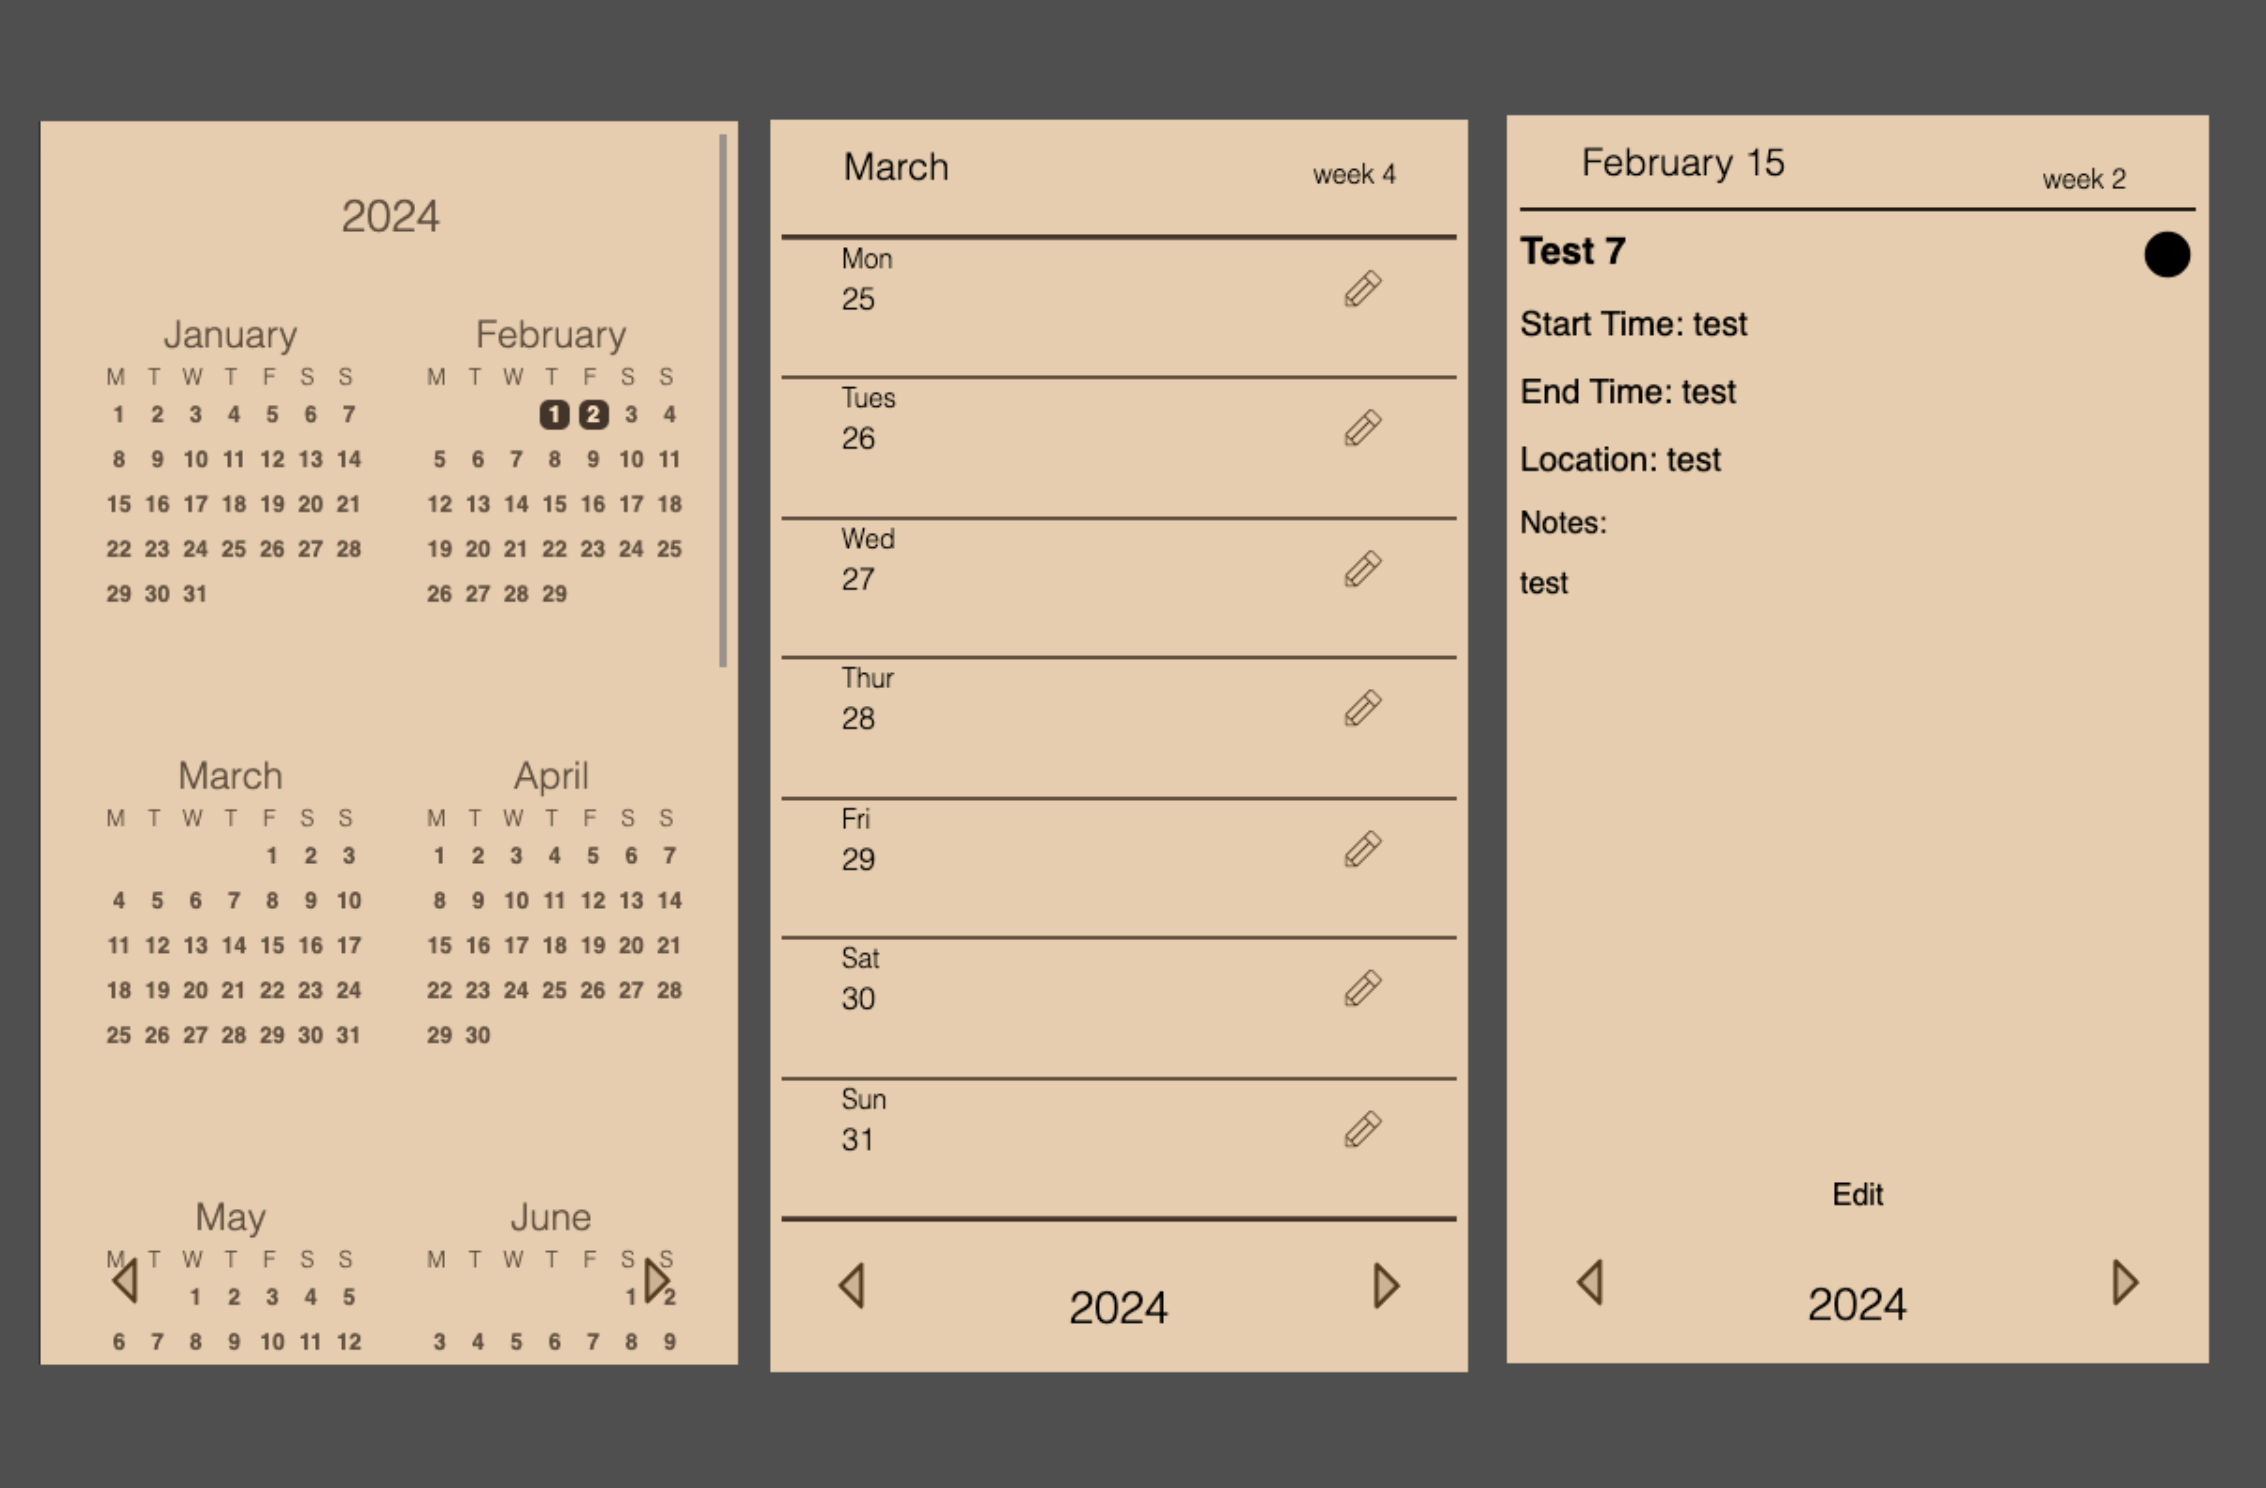 2024
January
M T W T F S S
1 2 3 4 5 6 7
8 9 10 11 12 13 14
15 16 17 18 19 20 21
22 23 24 25 26 27 28
29 30 31
February
M T W T F S S
1 2 3 4
5 6 7 8 9 10 11
12 13 14 15 16 17 18
19 20 21 22 23 24 25
26 27 28 29
March
M T W T F S S
1 2 3
4 5 6 7 8 9 10
11 12 13 14 15 16 17
18 19 20 21 22 23 24
25 26 27 28 29 30 31
April
M T W T F S S
1 2 3 4 5 6 7
8 9 10 11 12 13 14
15 16 17 18 19 20 21
22 23 24 25 26 27 28
29 30
May
M T W T F S S
1 2 3 4 5
6 7 8 9 10 11 12
June
M T W T F S S
1 2
3 4 5 6 7 8 9
March week 4
Mon
25
Tues
26
Wed
27
Thur
28
Fri
29
Sat
30
Sun
31
2024
February 15 week 2
Test 7
Start Time: test
End Time: test
Location: test
Notes:
test
Edit
2024